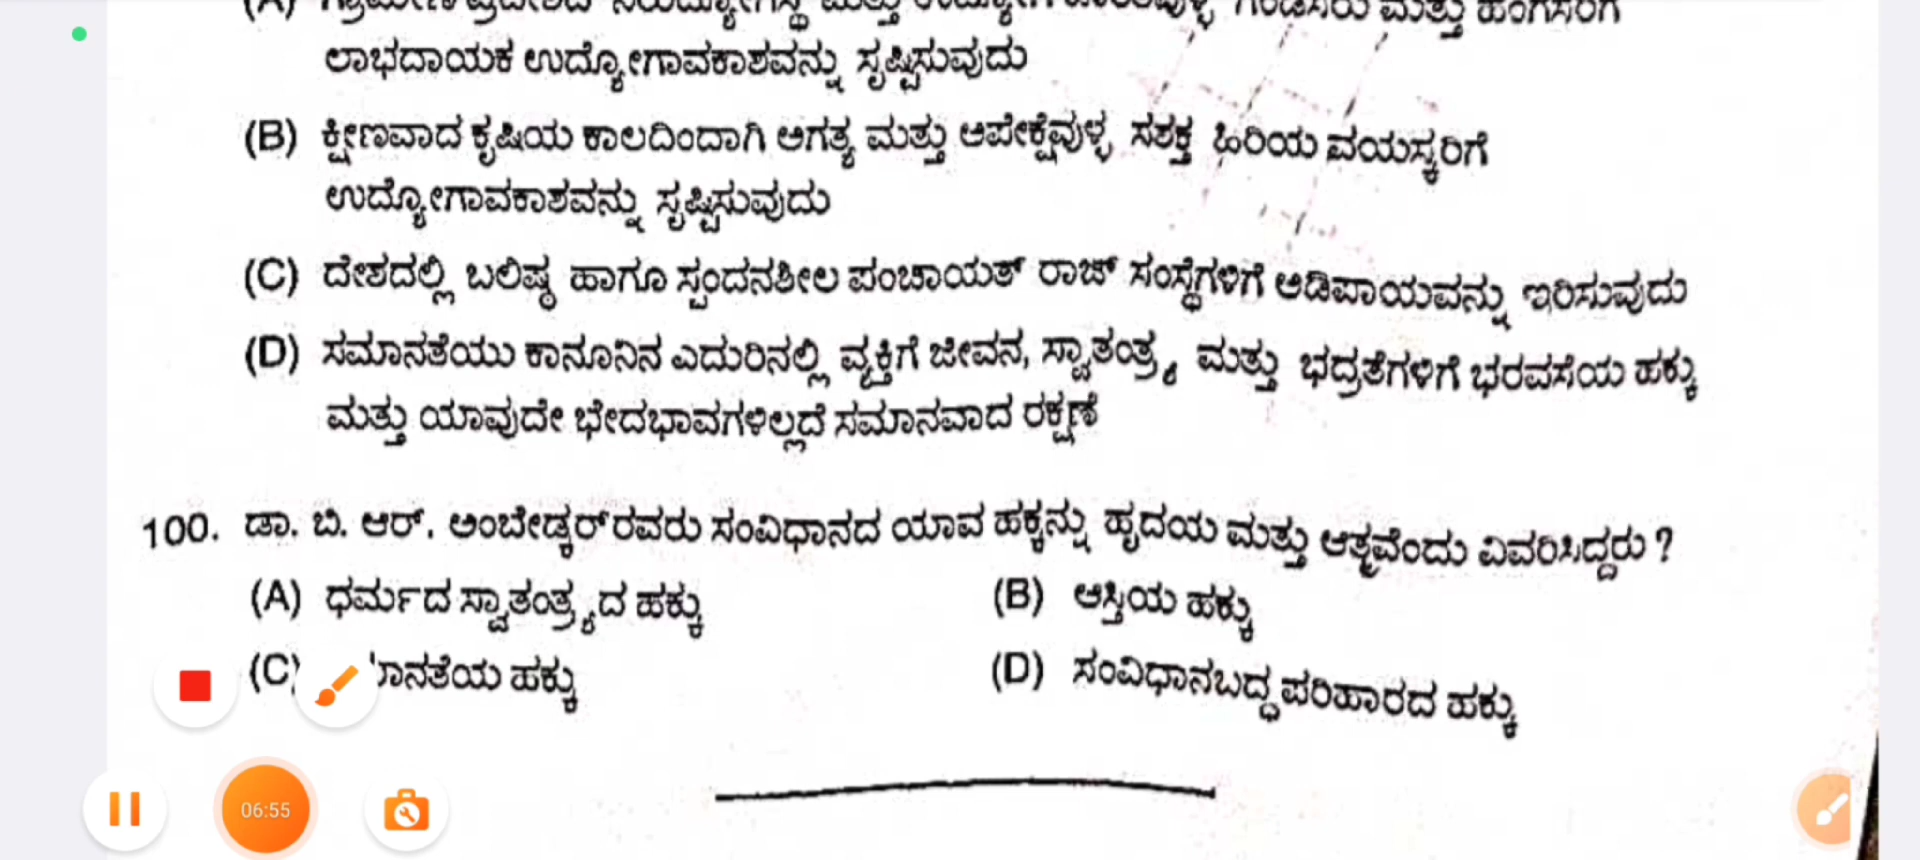 ಲಾಭದಾಯಕ ಉದ್ಯೋಗಾವಕಾಶವನ್ನು ಸೃಷ್ಟಿಸುವುದು
(B) ಕ್ಷೀಣವಾದ ಕೃಷಿಯ ಕಾಲದಿಂದಾಗಿ ಅಗತ್ಯ ಮತ್ತು ಅಪೇಕ್ಷೆವುಳ್ಳ ಸಶಕ್ತ ಹಿರಿಯ ವಯಸ್ಕರಿಗೆ
ಉದ್ಯೋಗಾವಕಾಶವನ್ನು ಸೃಷ್ಟಿಸುವುದು
(C) ದೇಶದಲ್ಲಿ ಬಲಿಷ್ಠ ಹಾಗೂ ಸ್ಪಂದನಶೀಲ ಪಂಚಾಯತ್ ರಾಜ್ ಸಂಸ್ಥೆಗಳಿಗೆ ಅಡಿಪಾಯವನ್ನು ಇರಿಸುವುದು
(D) ಸಮಾನತೆಯು ಕಾನೂನಿನ ಎದುರಿನಲ್ಲಿ ವ್ಯಕ್ತಿಗೆ ಜೀವನ, ಸ್ವಾತಂತ್ರ್ಯ ಮತ್ತು ಭದ್ರತೆಗಳಿಗೆ ಭರವಸೆಯ ಹಕ್ಕು
ಮತ್ತು ಯಾವುದೇ ಭೇದಭಾವಗಳಿಲ್ಲದೆ ಸಮಾನವಾದ ರಕ್ಷಣೆ
100. ಡಾ. ಬಿ. ಆರ್. ಅಂಬೇಡ್ಕರ್‌ರವರು ಸಂವಿಧಾನದ ಯಾವ ಹಕ್ಕನ್ನು ಹೃದಯ ಮತ್ತು ಆತ್ಮವೆಂದು ವಿವರಿಸಿದ್ದರು ?
(A) ಧರ್ಮದ ಸ್ವಾತಂತ್ರ್ಯದ ಹಕ್ಕು (B) ಆಸ್ತಿಯ ಹಕ್ಕು
(C) ಹಕ್ಕು (D) ಸಂವಿಧಾನಬದ್ಧ ಪರಿಹಾರದ ಹಕ್ಕು
06:55